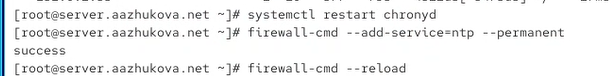 [root@server.aazhukova.net ~]# systemctl restart chronyd
[root@server.aazhukova.net ~]# firewall-cmd --add-service=ntp --permanent
success
[root@server.aazhukova.net ~]# firewall-cmd --reload